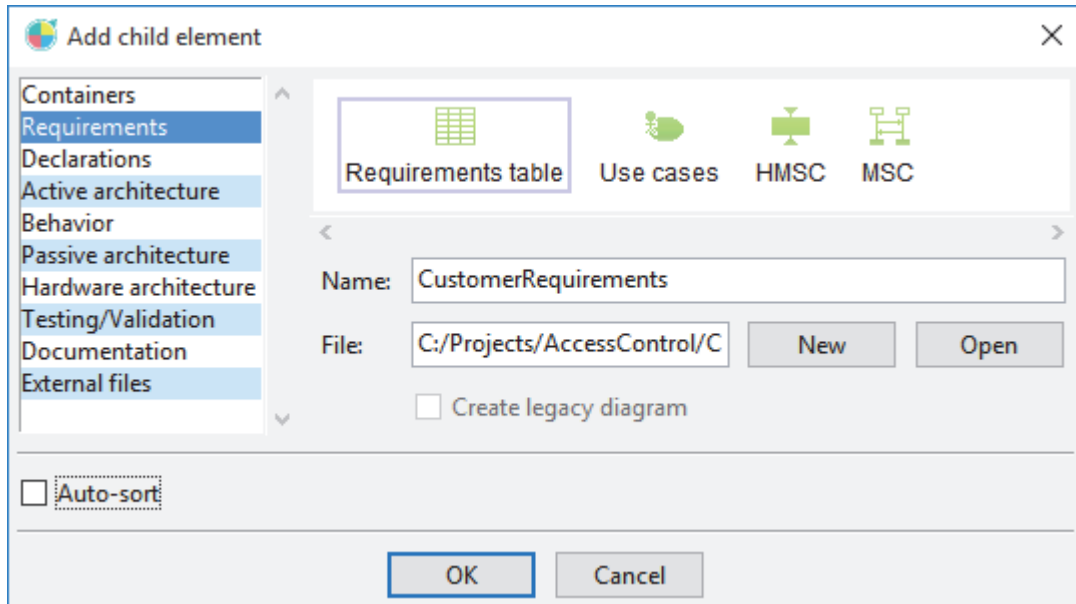 Add child element
Containers
Requirements
Declarations
Active architecture
Behavior
Passive architecture
Hardware architecture
Testing/Validation
Documentation
External files
Requirements table
Use cases
HMSC
MSC
Name: CustomerRequirements
File: C:/Projects/AccessControl/C New Open
Create legacy diagram
Auto-sort
OK Cancel